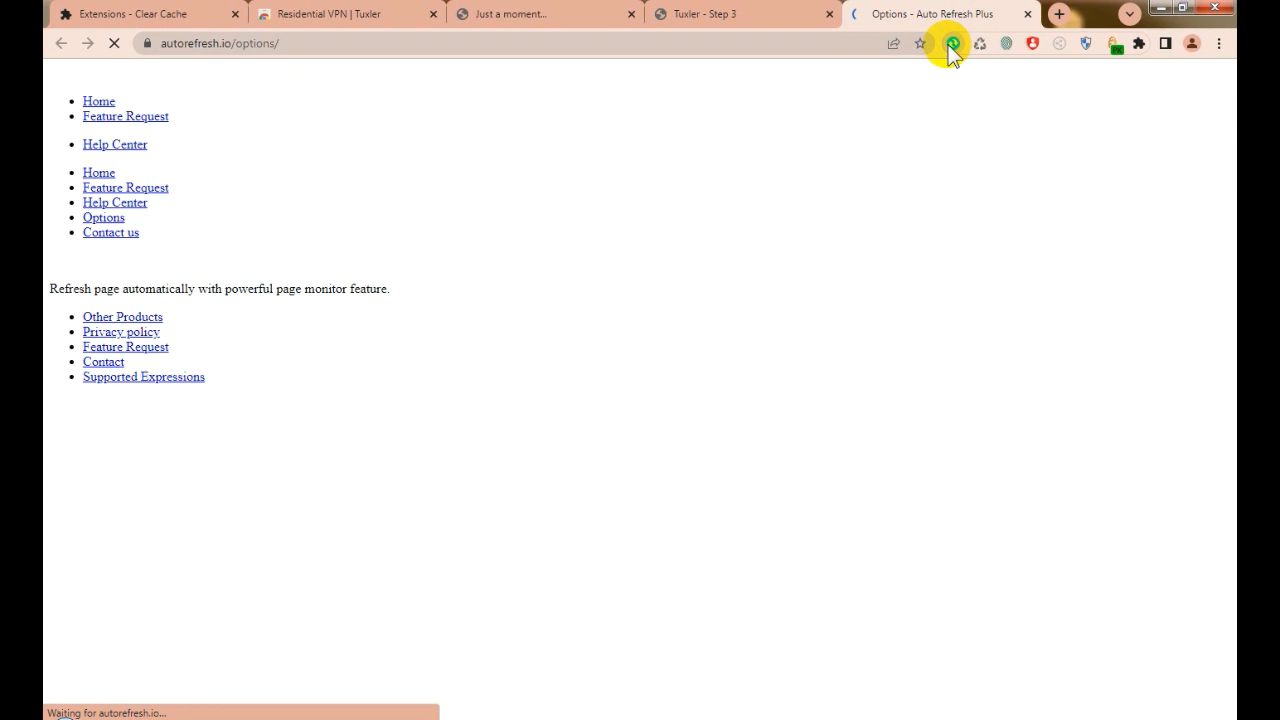 Extensions - Clear Cache
Residential VPN | Tuxler
Just a moment...
Tuxler - Step 3
Options - Auto Refresh Plus
autorefresh.io/options/
Home
Feature Request
Help Center
Home
Feature Request
Help Center
Options
Contact us
Refresh page automatically with powerful page monitor feature.
Other Products
Privacy policy
Feature Request
Contact
Supported Expressions
Waiting for autorefresh.io...